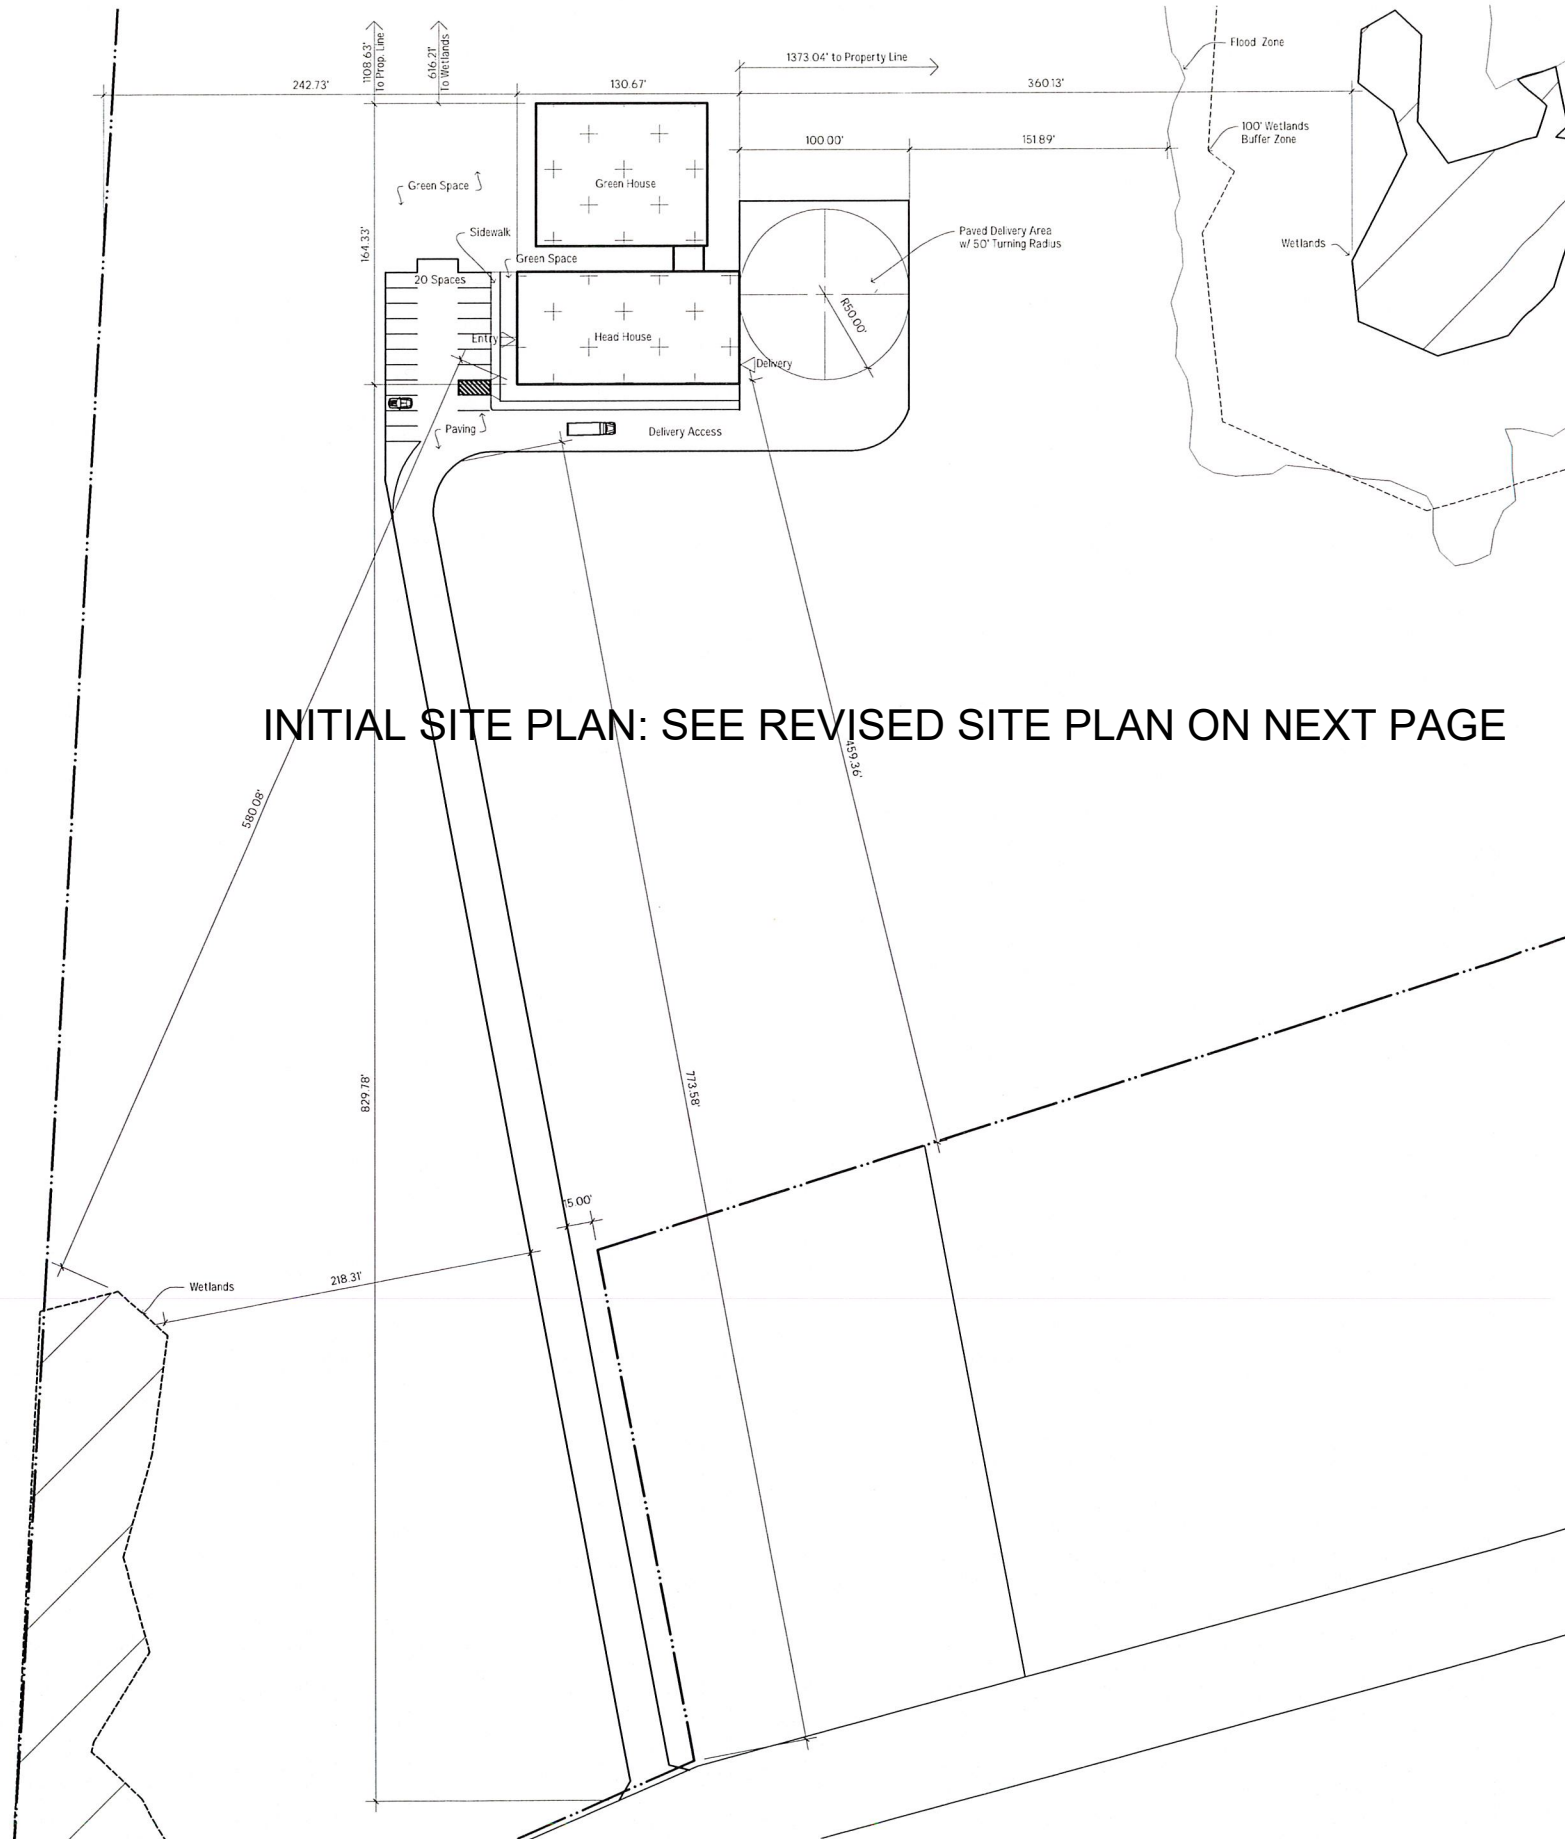 1108.63'
To Prop. Line
616.21'
To Wetlands
1373.04' to Property Line
Flood Zone
242.73'
130.67'
360.13'
100.00'
151.89'
100' Wetlands
Buffer Zone
Green Space
Green House
164.33'
Sidewalk
Paved Delivery Area
w/ 50' Turning Radius
Wetlands
Green Space
20 Spaces
R50.00'
Entry
Head House
Delivery
Paving
Delivery Access
INITIAL SITE PLAN: SEE REVISED SITE PLAN ON NEXT PAGE
459.36'
580.08'
829.78'
773.58'
15.00'
218.31'
Wetlands